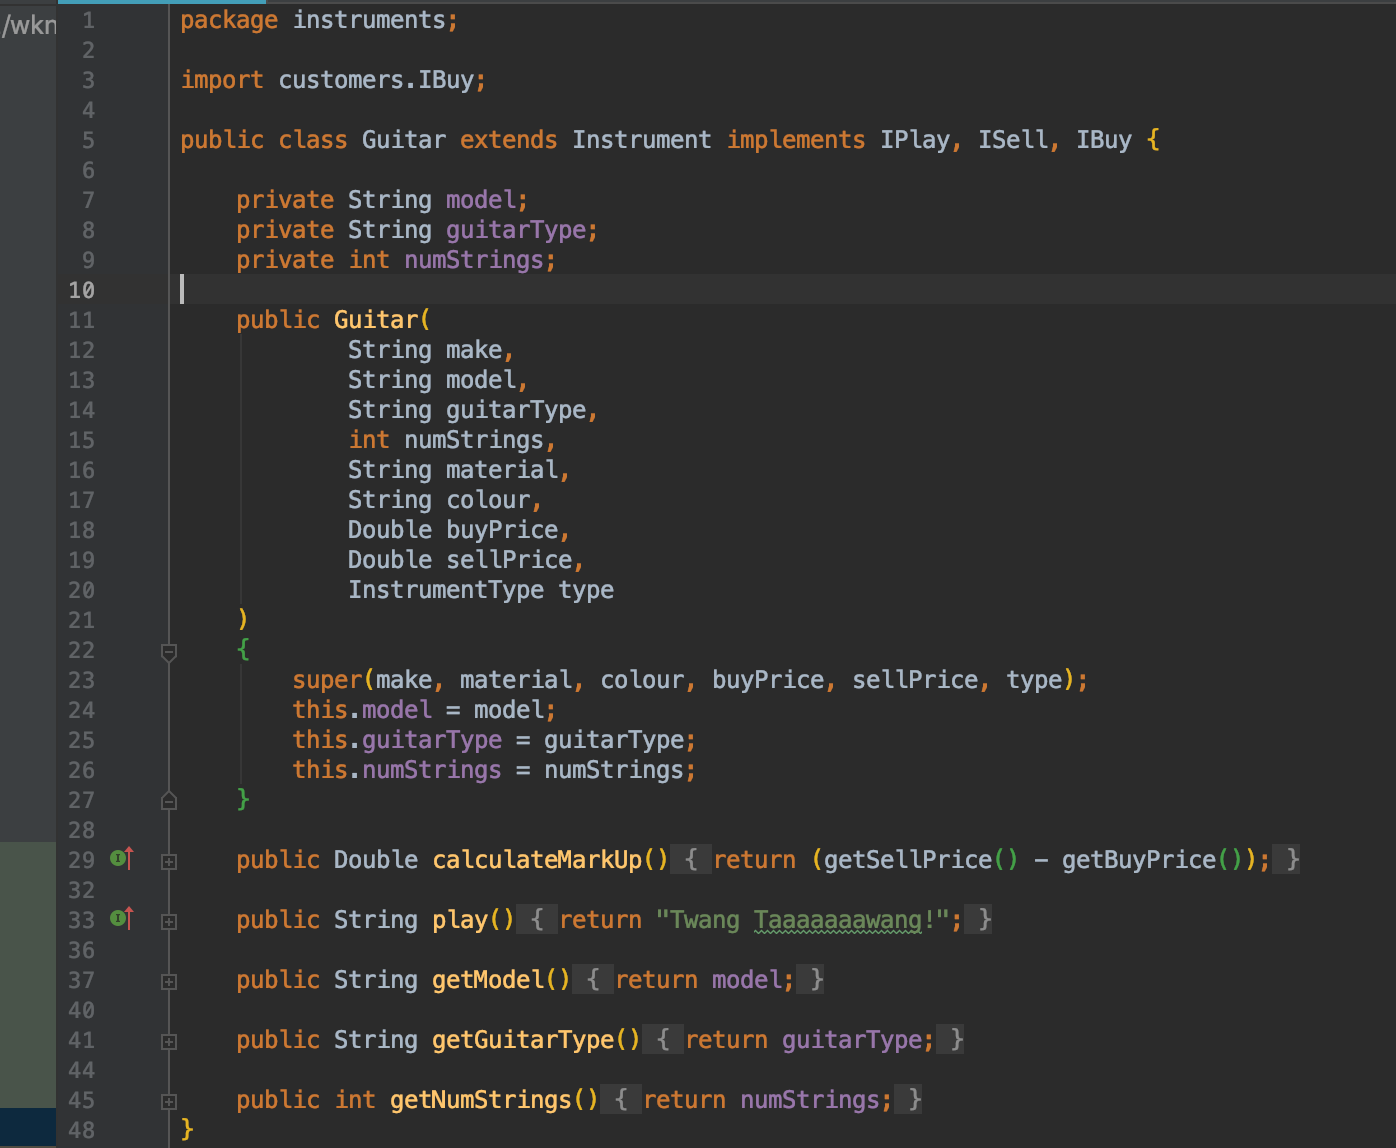 /wkn
1 package instruments;
2
3 import customers.IBuy;
4
5 public class Guitar extends Instrument implements IPlay, ISell, IBuy {
6
7     private String model;
8     private String guitarType;
9     private int numStrings;
10
11     public Guitar(
12             String make,
13             String model,
14             String guitarType,
15             int numStrings,
16             String material,
17             String colour,
18             Double buyPrice,
19             Double sellPrice,
20             InstrumentType type
21     )
22     {
23         super(make, material, colour, buyPrice, sellPrice, type);
24         this.model = model;
25         this.guitarType = guitarType;
26         this.numStrings = numStrings;
27     }
28
29     public Double calculateMarkUp() { return (getSellPrice() - getBuyPrice()); }
32
33     public String play() { return "Twang Taaaaaaawang!"; }
36
37     public String getModel() { return model; }
40
41     public String getGuitarType() { return guitarType; }
44
45     public int getNumStrings() { return numStrings; }
48 }